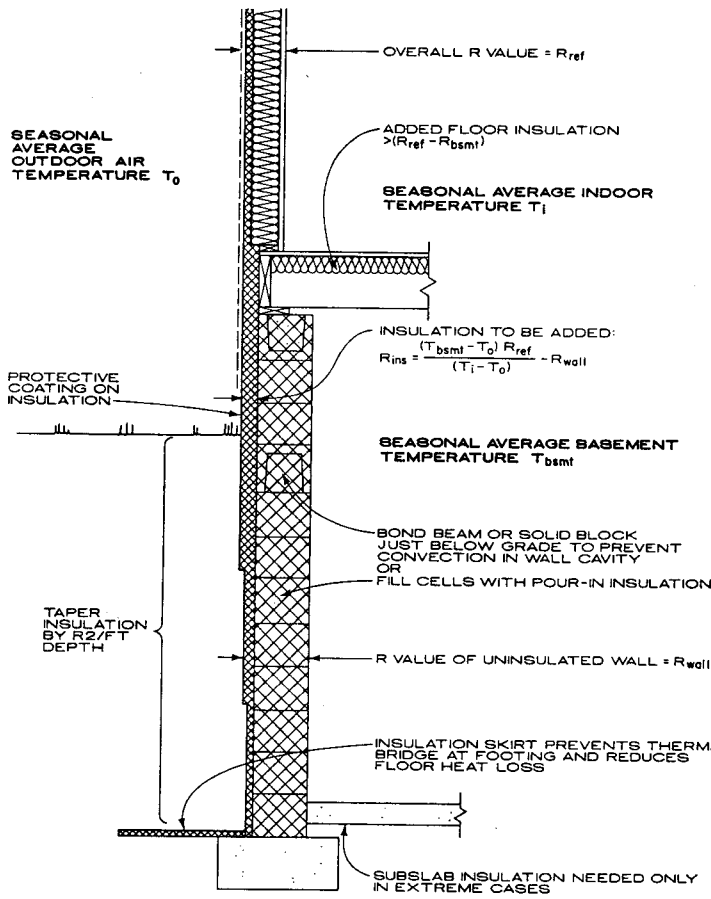 OVERALL R VALUE = Rref
SEASONAL
AVERAGE
OUTDOOR AIR
TEMPERATURE To
ADDED FLOOR INSULATION
>(Rref – Rbsmt)
SEASONAL AVERAGE INDOOR
TEMPERATURE Ti
INSULATION TO BE ADDED:
Rins = (Tbsmt – To) Rref / (Ti – To) – Rwall
PROTECTIVE
COATING ON
INSULATION
SEASONAL AVERAGE BASEMENT
TEMPERATURE Tbsmt
BOND BEAM OR SOLID BLOCK
JUST BELOW GRADE TO PREVENT
CONVECTION IN WALL CAVITY
OR
FILL CELLS WITH POUR-IN INSULATION
TAPER
INSULATION
BY R2/FT
DEPTH
R VALUE OF UNINSULATED WALL = Rwall
INSULATION SKIRT PREVENTS THERM
BRIDGE AT FOOTING AND REDUCES
FLOOR HEAT LOSS
SUBSLAB INSULATION NEEDED ONLY
IN EXTREME CASES